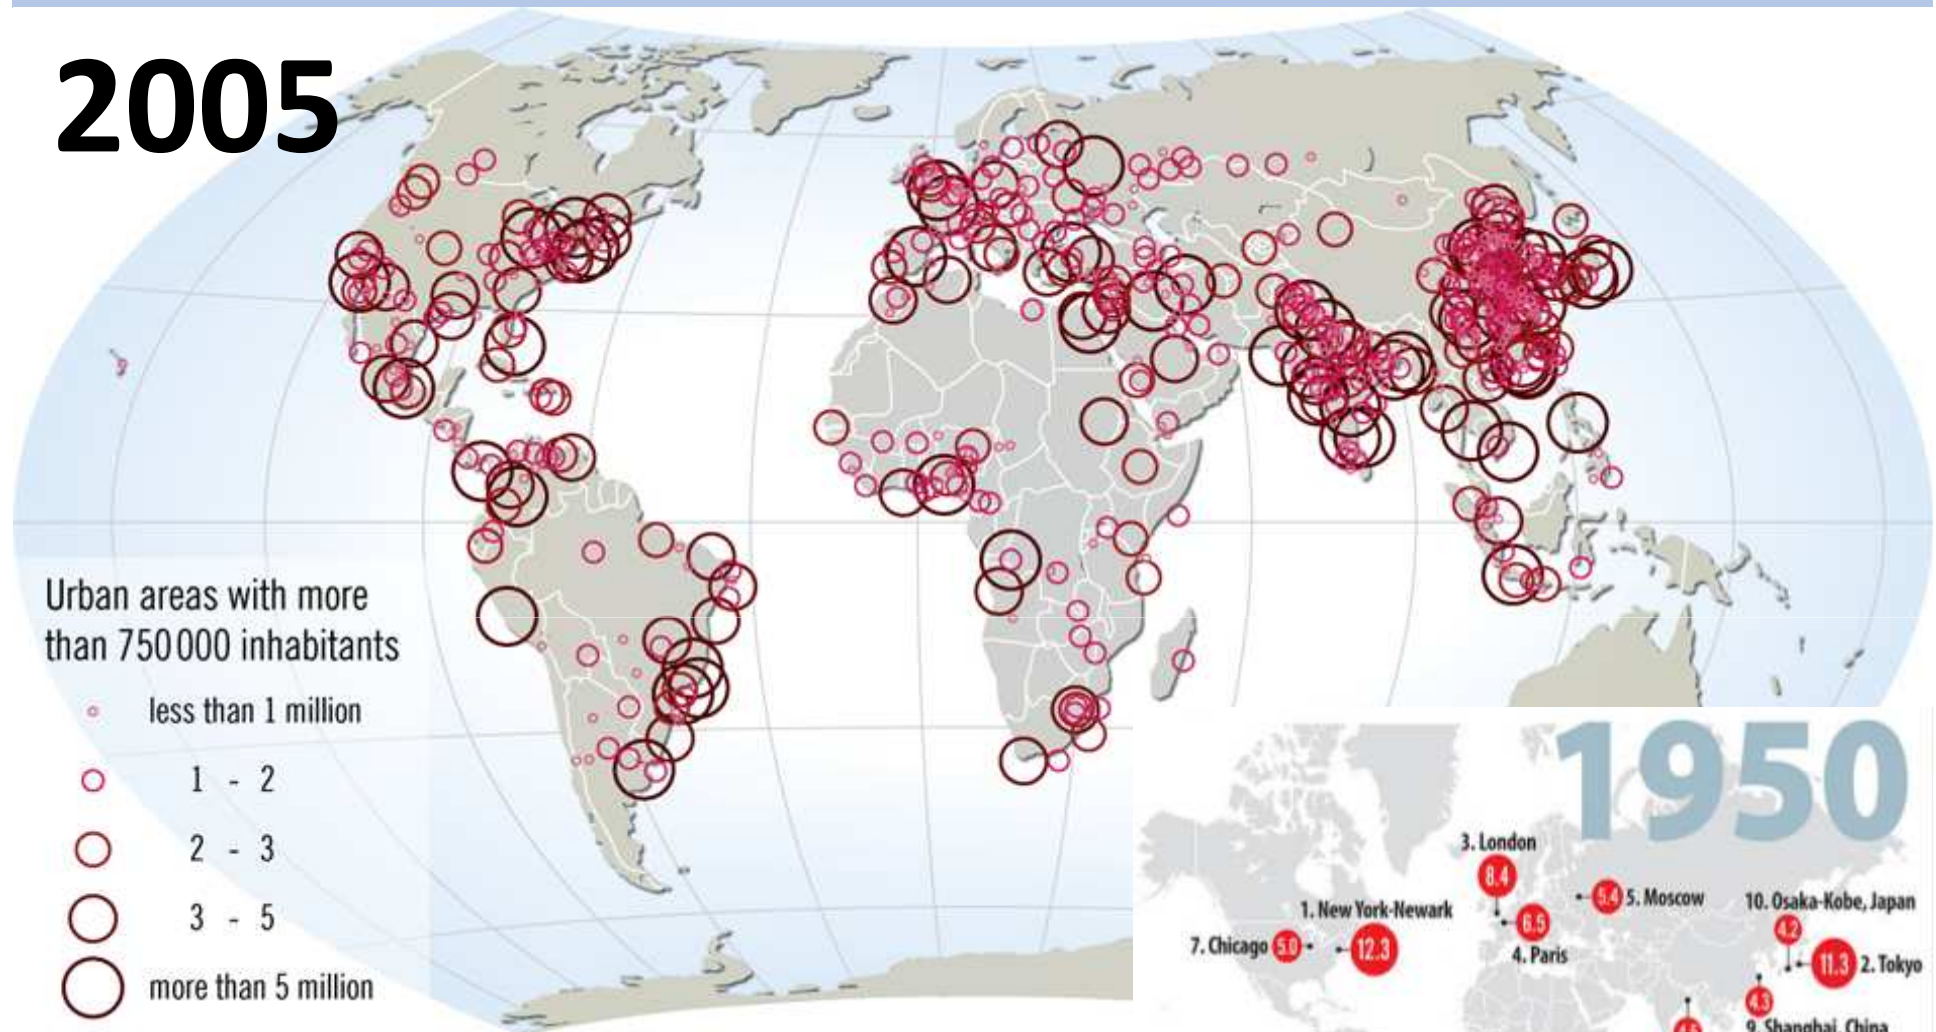 2005
Urban areas with more
than 750 000 inhabitants
less than 1 million
1 - 2
2 - 3
3 - 5
more than 5 million
1950
3. London
8.4
5.4 5. Moscow
10. Osaka-Kobe, Japan
1. New York-Newark
6.5
4.2
7. Chicago 5.0
12.3
4. Paris
11.3 2. Tokyo
4.3
9. Shanghai, China